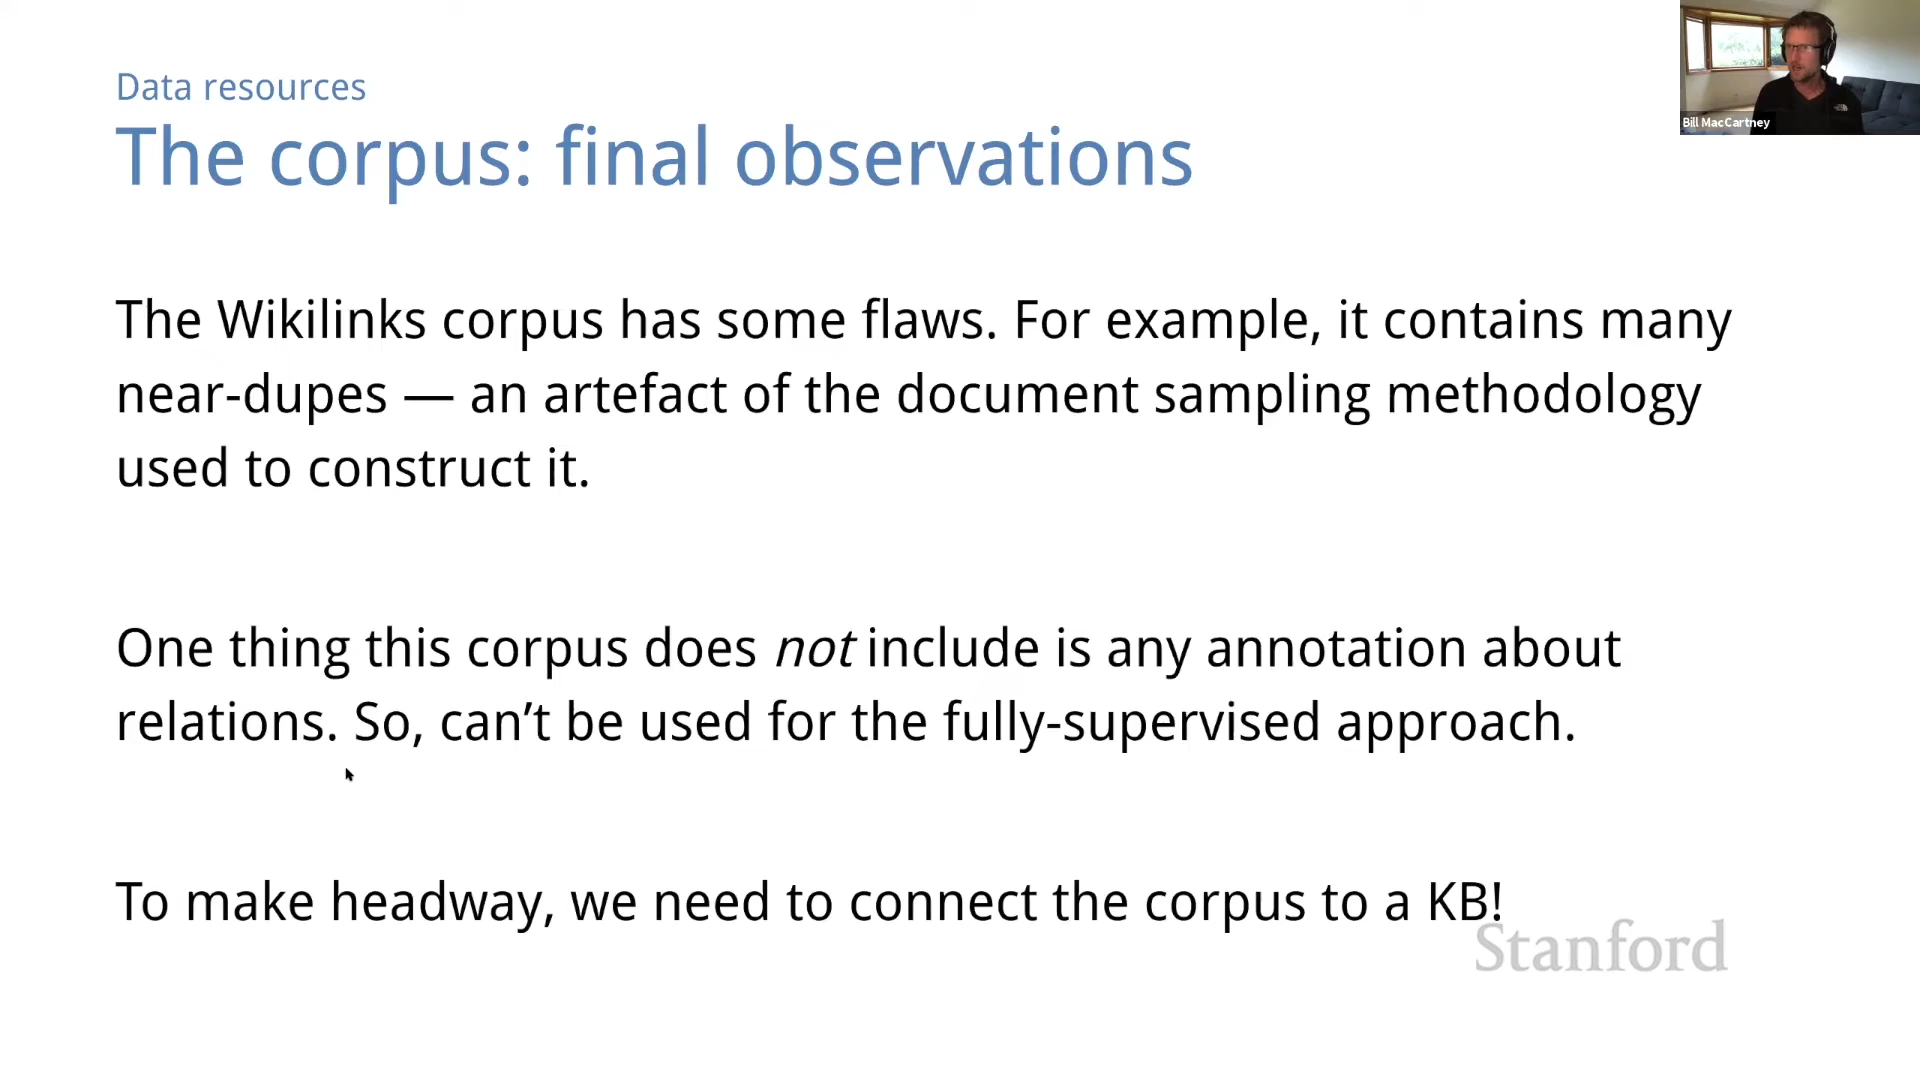 Data resources
The corpus: final observations
Bill MacCartney
The Wikilinks corpus has some flaws. For example, it contains many
near-dupes — an artefact of the document sampling methodology
used to construct it.
One thing this corpus does not include is any annotation about
relations. So, can’t be used for the fully-supervised approach.
To make headway, we need to connect the corpus to a KB!
Stanford